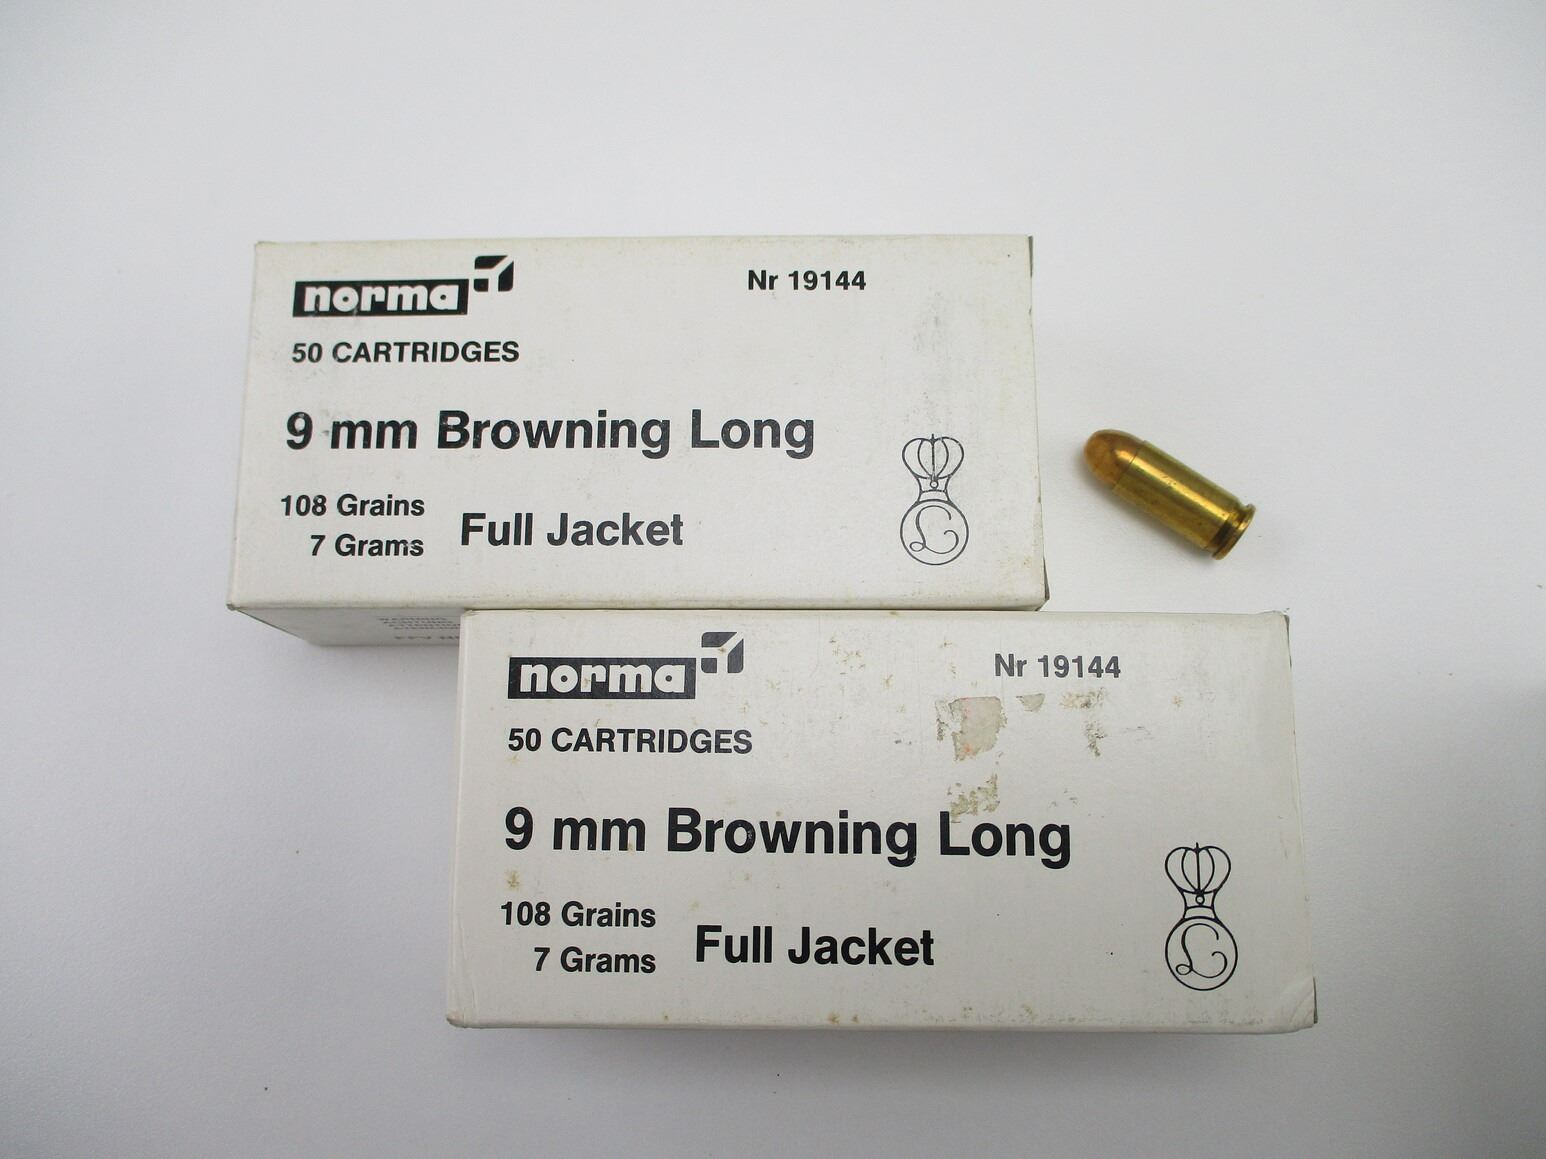 norma
Nr 19144
50 CARTRIDGES
9 mm Browning Long
108 Grains
7 Grams
Full Jacket
L
norma
Nr 19144
50 CARTRIDGES
9 mm Browning Long
108 Grains
7 Grams
Full Jacket
L